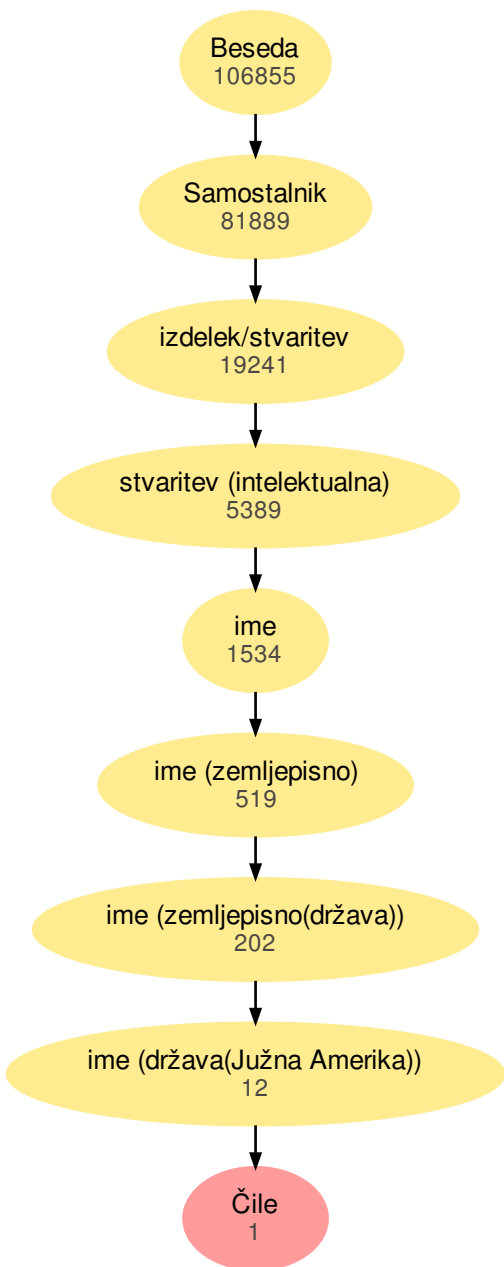 Beseda
106855
Samostalnik
81889
izdelek/stvaritev
19241
stvaritev (intelektualna)
5389
ime
1534
ime (zemljepisno)
519
ime (zemljepisno(država))
202
ime (država(Južna Amerika))
12
Čile
1